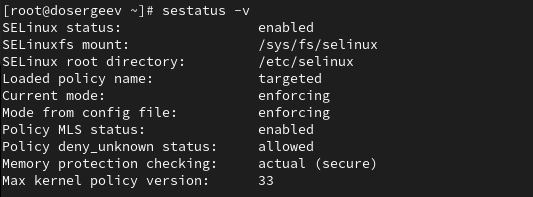 [root@dosergeev ~]# sestatus -v
SELinux status:                 enabled
SELinuxfs mount:                /sys/fs/selinux
SELinux root directory:         /etc/selinux
Loaded policy name:             targeted
Current mode:                   enforcing
Mode from config file:          enforcing
Policy MLS status:              enabled
Policy deny_unknown status:     allowed
Memory protection checking:     actual (secure)
Max kernel policy version:      33